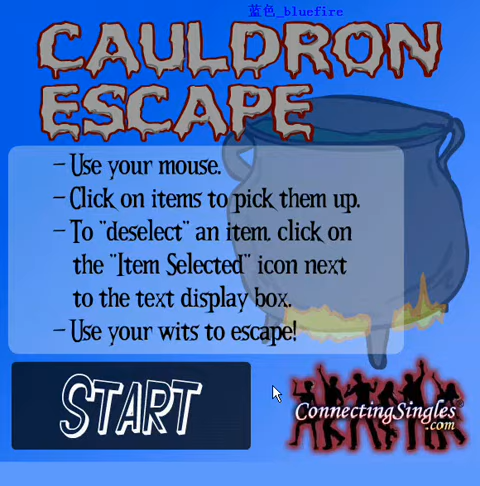 蓝色_bluefire
CAULDRON
ESCAPE
- Use your mouse.
- Click on items to pick them up.
- To "deselect" an item, click on
the "Item Selected" icon next
to the text display box.
- Use your wits to escape!
START
ConnectingSingles®
.com